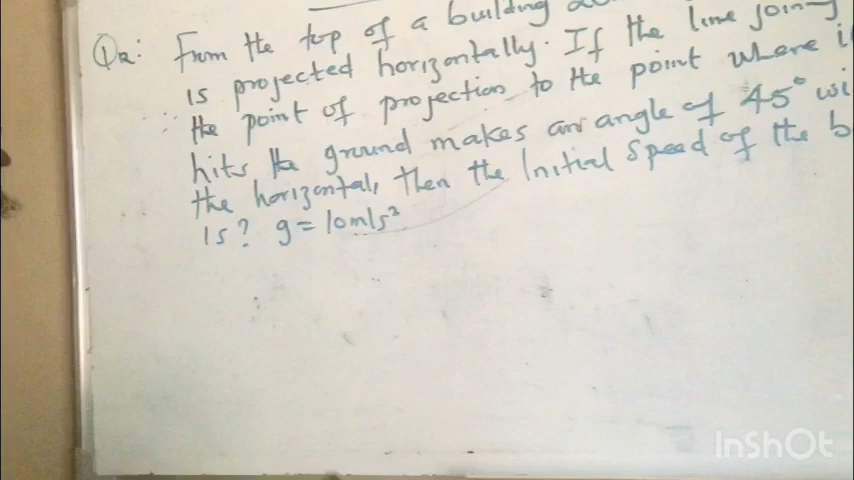 Q2: From the top of a building
is projected horizontally. If the line
the point of projection to the point where
hits the ground makes an angle of 45°
the horizontal, then the Initial Speed of the
Is? g = 10m/s²
InShOt